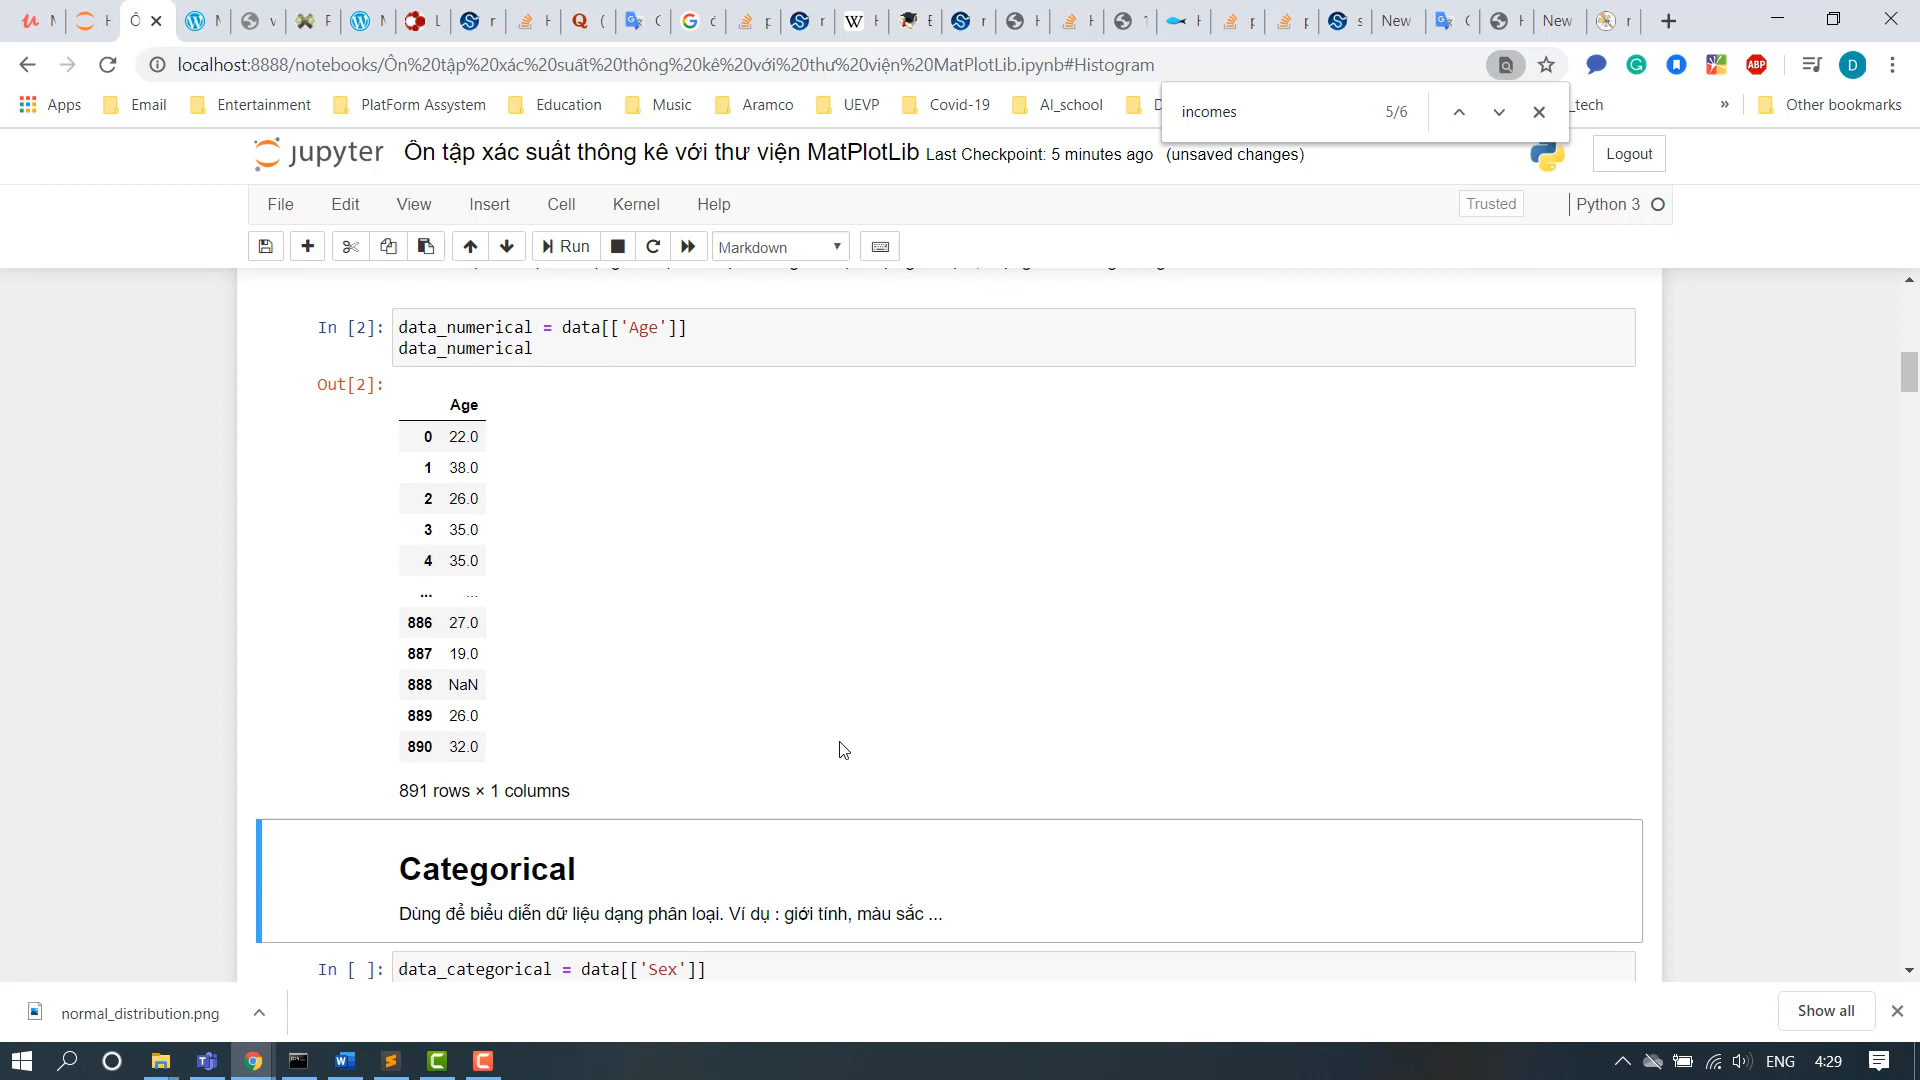 localhost:8888/notebooks/Ôn%20tập%20xác%20suất%20thông%20kê%20với%20thư%20viện%20MatPlotLib.ipynb#Histogram
Apps Email Entertainment PlatForm Assystem Education Music Aramco UEVP Covid-19 AI_school _tech » Other bookmarks
incomes 5/6
jupyter Ôn tập xác suất thông kê với thư viện MatPlotLib Last Checkpoint: 5 minutes ago (unsaved changes) Logout
File Edit View Insert Cell Kernel Help Trusted Python 3
Run Markdown
In [2]: data_numerical = data[['Age']]
data_numerical
Out[2]:
Age
0 22.0
1 38.0
2 26.0
3 35.0
4 35.0
... ...
886 27.0
887 19.0
888 NaN
889 26.0
890 32.0
891 rows × 1 columns
Categorical
Dùng để biểu diễn dữ liệu dạng phân loại. Ví dụ : giới tính, màu sắc ...
In [ ]: data_categorical = data[['Sex']]
normal_distribution.png Show all
ENG 4:29